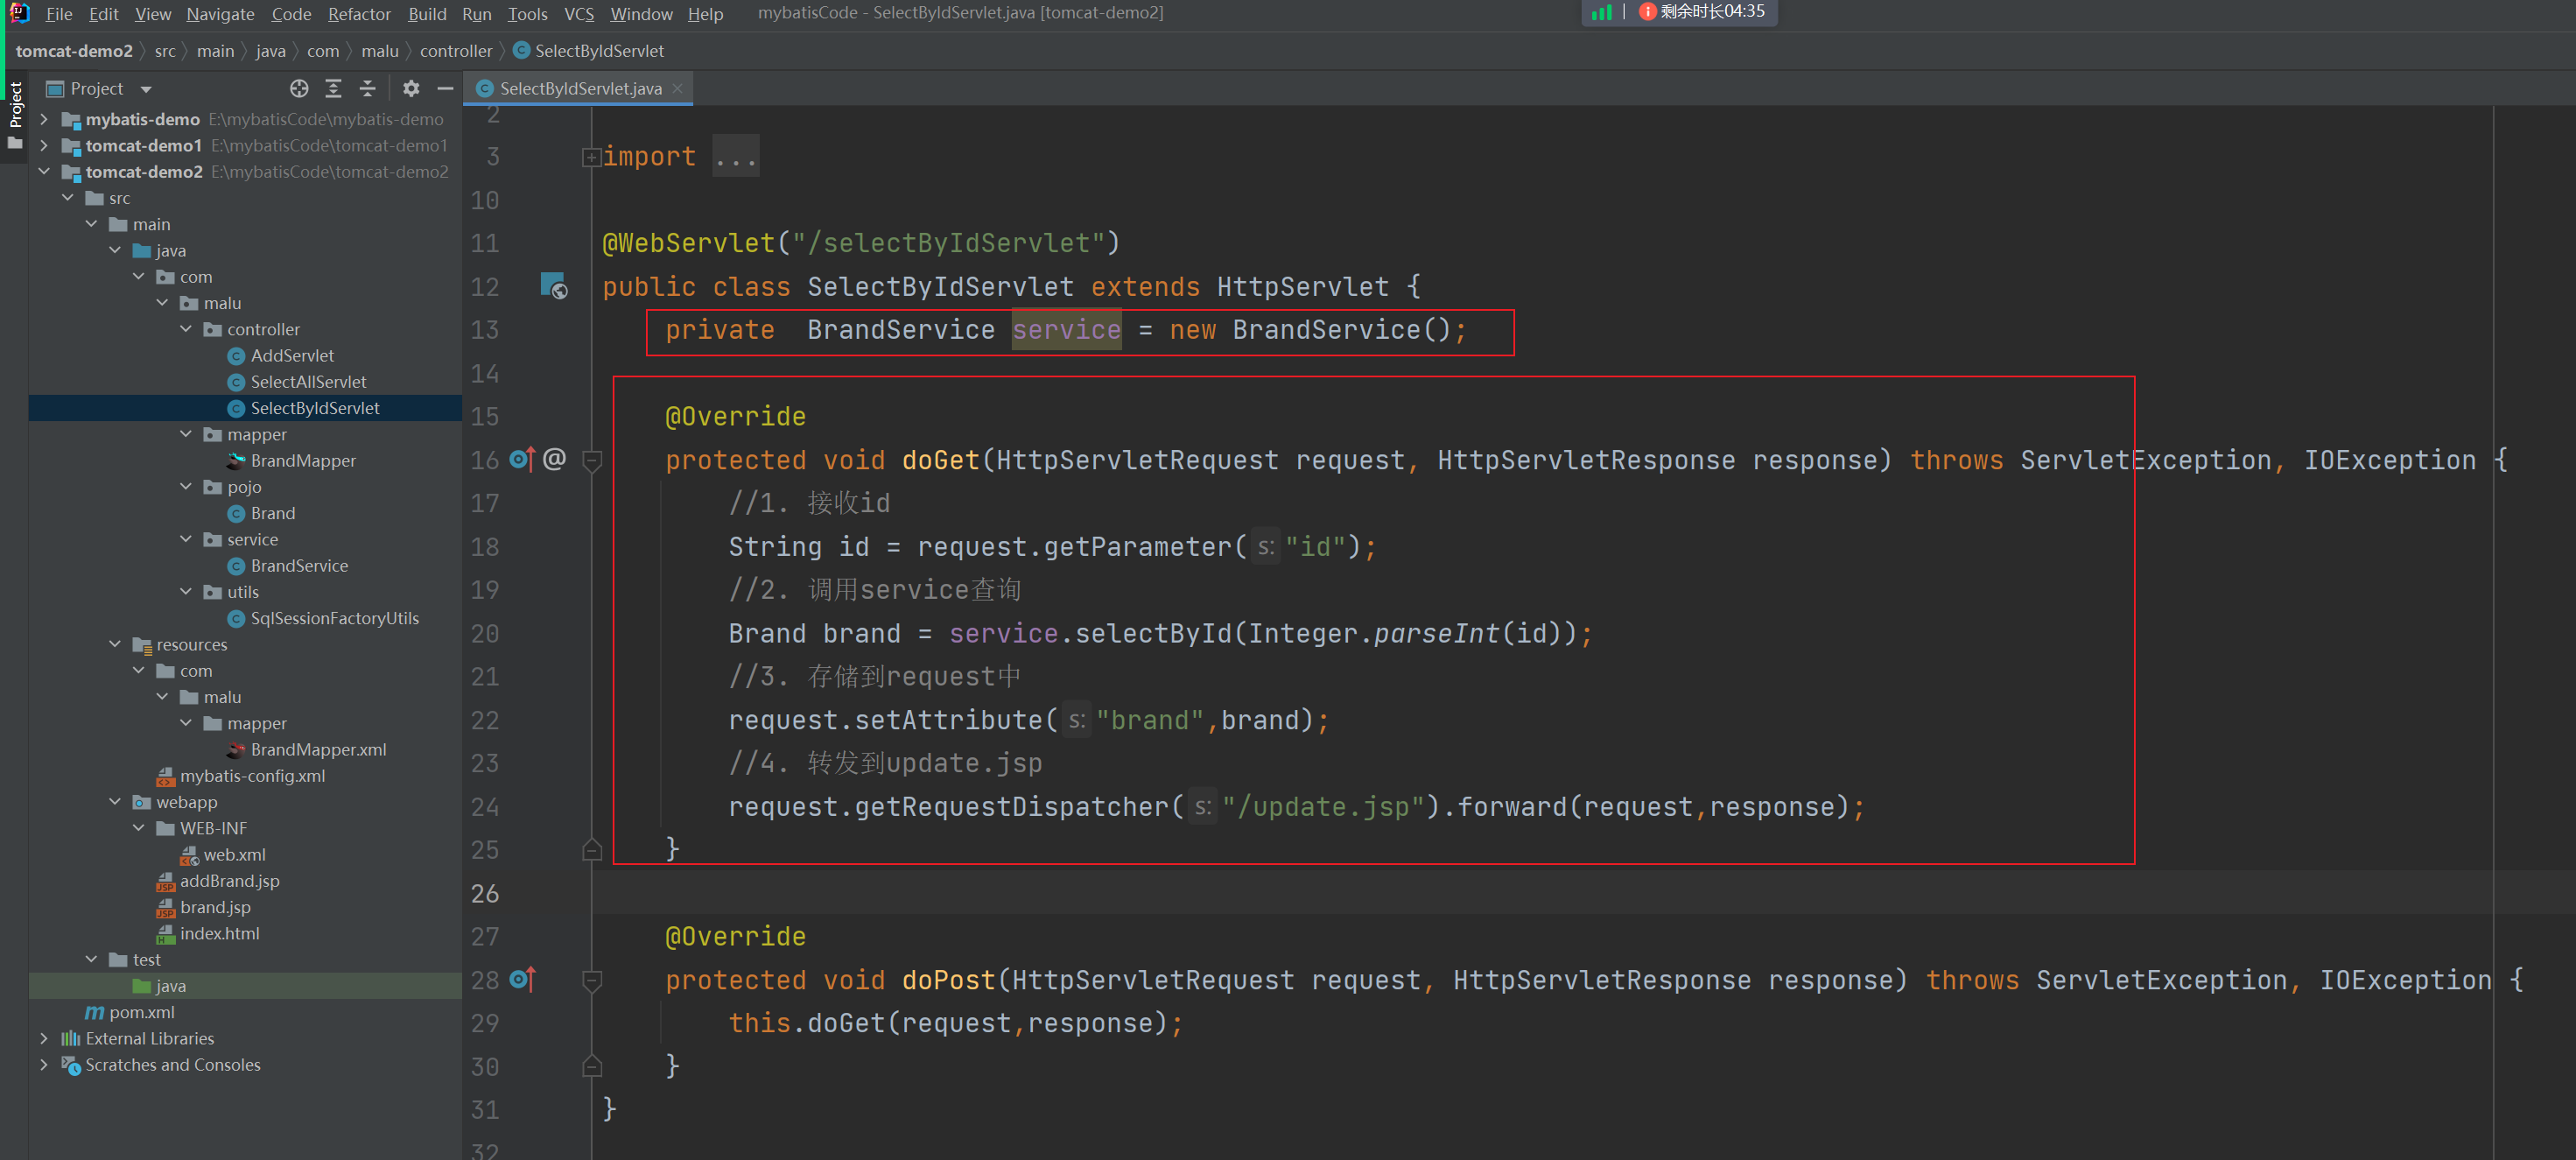 File Edit View Navigate Code Refactor Build Run Tools VCS Window Help mybatisCode - SelectByIdServlet.java [tomcat-demo2] 剩余时长04:35
tomcat-demo2 src main java com malu controller SelectByIdServlet
Project
Project
SelectByIdServlet.java
mybatis-demo E:\mybatisCode\mybatis-demo
tomcat-demo1 E:\mybatisCode\tomcat-demo1
tomcat-demo2 E:\mybatisCode\tomcat-demo2
src
main
java
com
malu
controller
AddServlet
SelectAllServlet
SelectByIdServlet
mapper
BrandMapper
pojo
Brand
service
BrandService
utils
SqlSessionFactoryUtils
resources
com
malu
mapper
BrandMapper.xml
mybatis-config.xml
webapp
WEB-INF
web.xml
addBrand.jsp
brand.jsp
index.html
test
java
pom.xml
External Libraries
Scratches and Consoles
2
3 import ...
10
11 @WebServlet("/selectByIdServlet")
12 public class SelectByIdServlet extends HttpServlet {
13 private BrandService service = new BrandService();
14
15 @Override
16 @ protected void doGet(HttpServletRequest request, HttpServletResponse response) throws ServletException, IOException {
17 //1. 接收id
18 String id = request.getParameter( s: "id");
19 //2. 调用service查询
20 Brand brand = service.selectById(Integer.parseInt(id));
21 //3. 存储到request中
22 request.setAttribute( s: "brand",brand);
23 //4. 转发到update.jsp
24 request.getRequestDispatcher( s: "/update.jsp").forward(request,response);
25 }
26
27 @Override
28 protected void doPost(HttpServletRequest request, HttpServletResponse response) throws ServletException, IOException {
29 this.doGet(request,response);
30 }
31 }
32